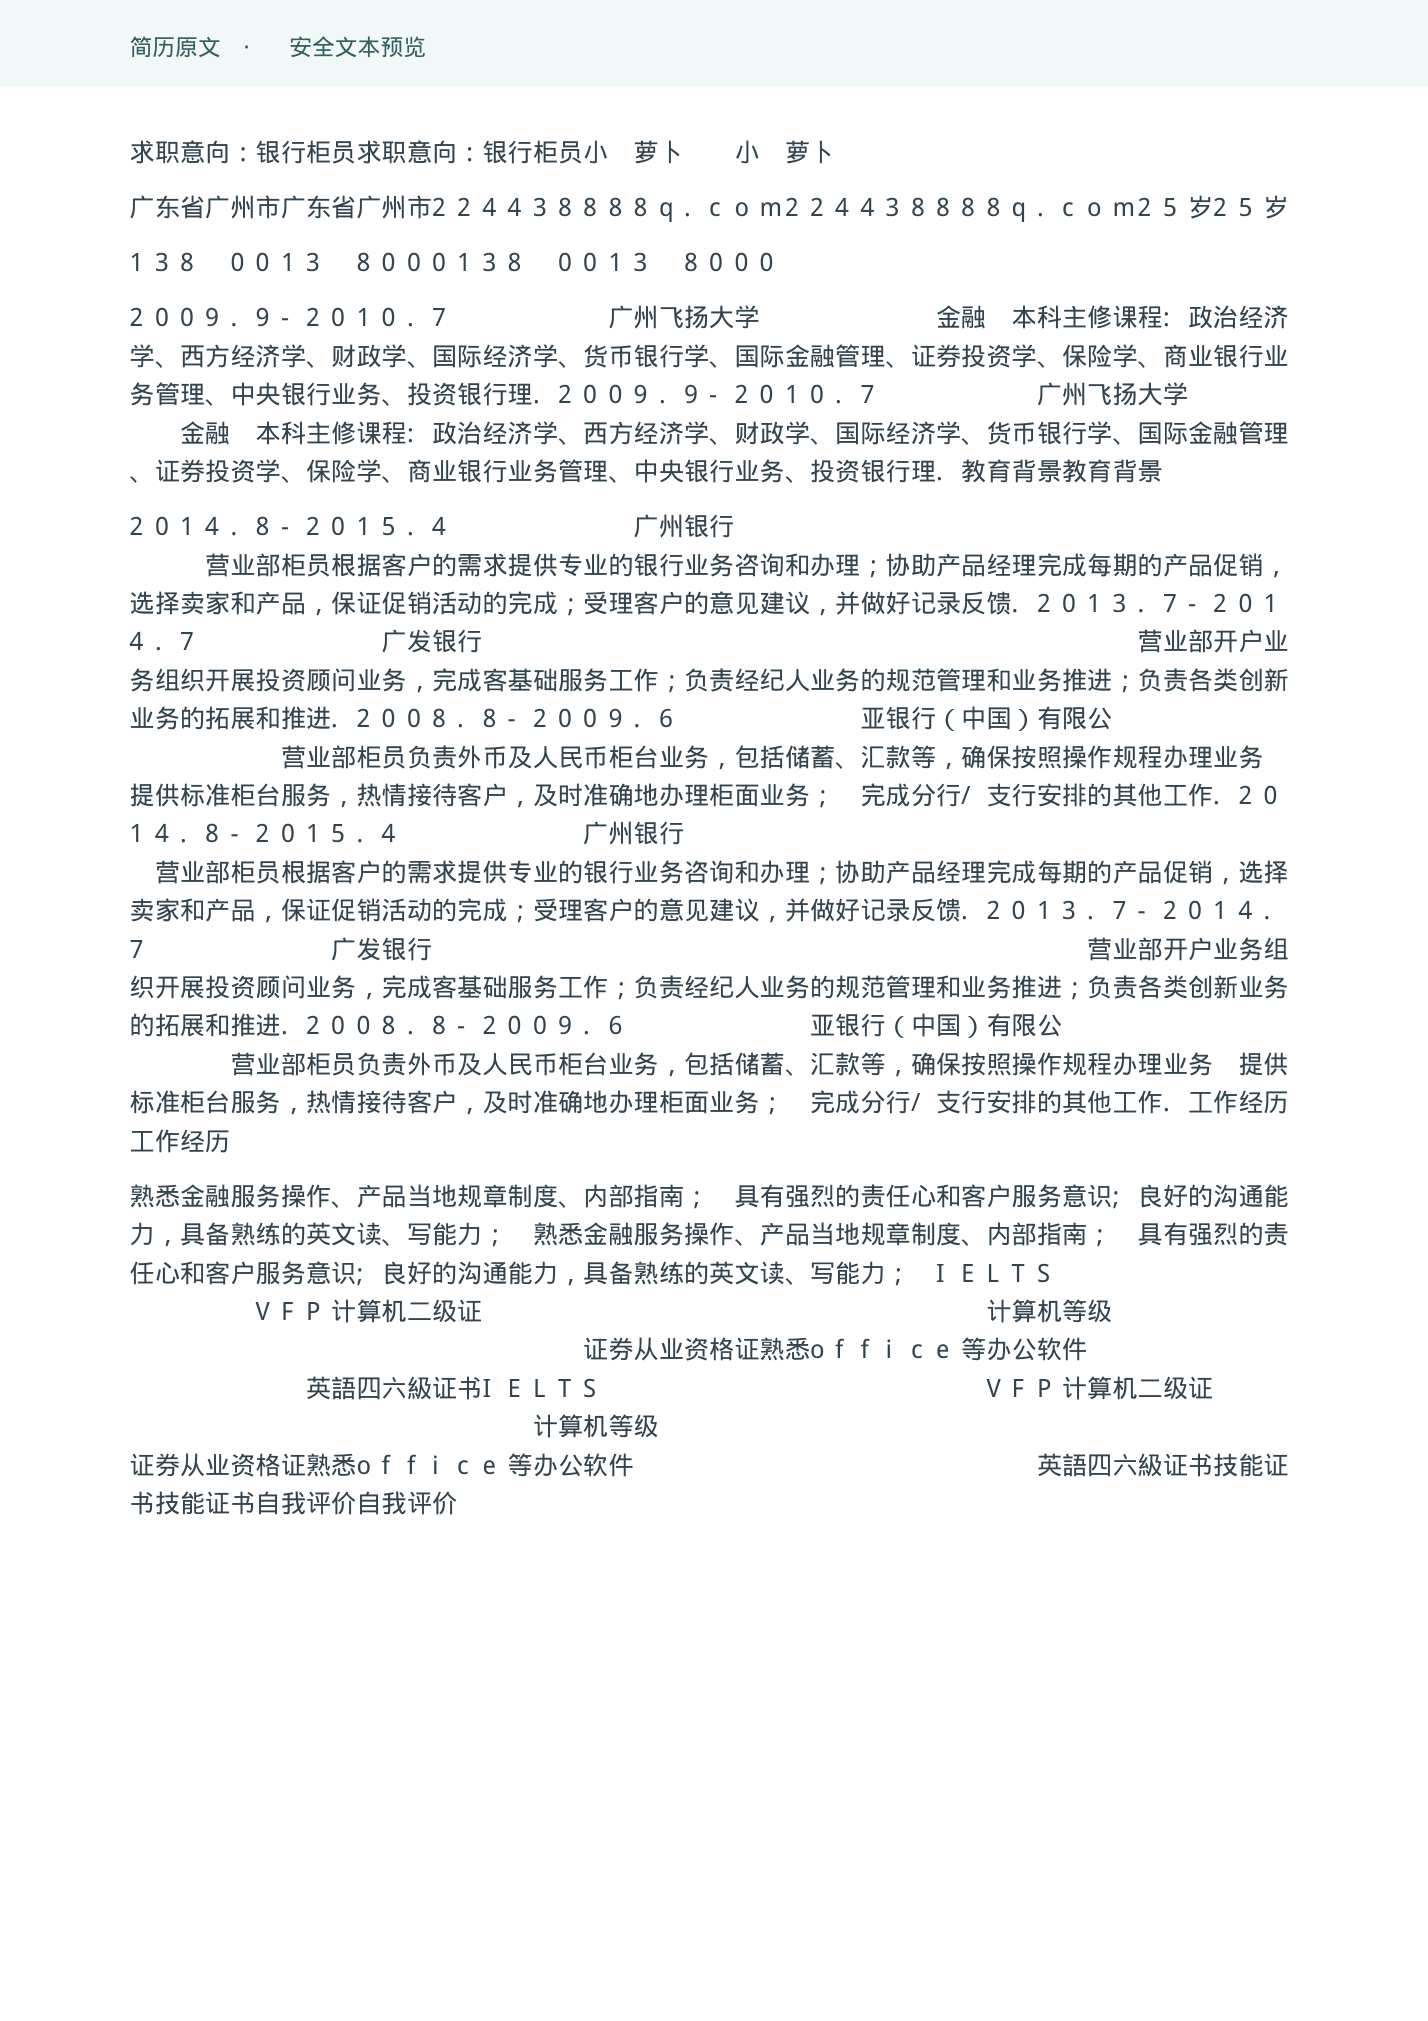 简历原文 · 安全文本预览
求职意向：银行柜员求职意向：银行柜员小 萝卜  小 萝卜
广东省广州市广东省广州市224438888q.com224438888q.com25岁25岁
138 0013 8000138 0013 8000
2009.9-2010.7 广州飞扬大学 金融 本科主修课程: 政治经济
学、西方经济学、财政学、国际经济学、货币银行学、国际金融管理、证券投资学、保险学、商业银行业
务管理、中央银行业务、投资银行理. 2009.9-2010.7 广州飞扬大学
金融 本科主修课程: 政治经济学、西方经济学、财政学、国际经济学、货币银行学、国际金融管理
、证券投资学、保险学、商业银行业务管理、中央银行业务、投资银行理. 教育背景教育背景
2014.8-2015.4 广州银行
营业部柜员根据客户的需求提供专业的银行业务咨询和办理；协助产品经理完成每期的产品促销，
选择卖家和产品，保证促销活动的完成；受理客户的意见建议，并做好记录反馈. 2013.7-201
4.7 广发银行 营业部开户业
务组织开展投资顾问业务，完成客基础服务工作；负责经纪人业务的规范管理和业务推进；负责各类创新
业务的拓展和推进. 2008.8-2009.6 亚银行（中国）有限公
营业部柜员负责外币及人民币柜台业务，包括储蓄、汇款等，确保按照操作规程办理业务
提供标准柜台服务，热情接待客户，及时准确地办理柜面业务； 完成分行/ 支行安排的其他工作. 20
14.8-2015.4 广州银行
营业部柜员根据客户的需求提供专业的银行业务咨询和办理；协助产品经理完成每期的产品促销，选择
卖家和产品，保证促销活动的完成；受理客户的意见建议，并做好记录反馈. 2013.7-2014.
7 广发银行 营业部开户业务组
织开展投资顾问业务，完成客基础服务工作；负责经纪人业务的规范管理和业务推进；负责各类创新业务
的拓展和推进. 2008.8-2009.6 亚银行（中国）有限公
营业部柜员负责外币及人民币柜台业务，包括储蓄、汇款等，确保按照操作规程办理业务 提供
标准柜台服务，热情接待客户，及时准确地办理柜面业务； 完成分行/ 支行安排的其他工作. 工作经历
工作经历
熟悉金融服务操作、产品当地规章制度、内部指南； 具有强烈的责任心和客户服务意识; 良好的沟通能
力，具备熟练的英文读、写能力； 熟悉金融服务操作、产品当地规章制度、内部指南； 具有强烈的责
任心和客户服务意识; 良好的沟通能力，具备熟练的英文读、写能力； IELTS
VFP计算机二级证 计算机等级
证券从业资格证熟悉office等办公软件
英語四六級证书IELTS VFP计算机二级证
计算机等级
证券从业资格证熟悉office等办公软件 英語四六級证书技能证
书技能证书自我评价自我评价